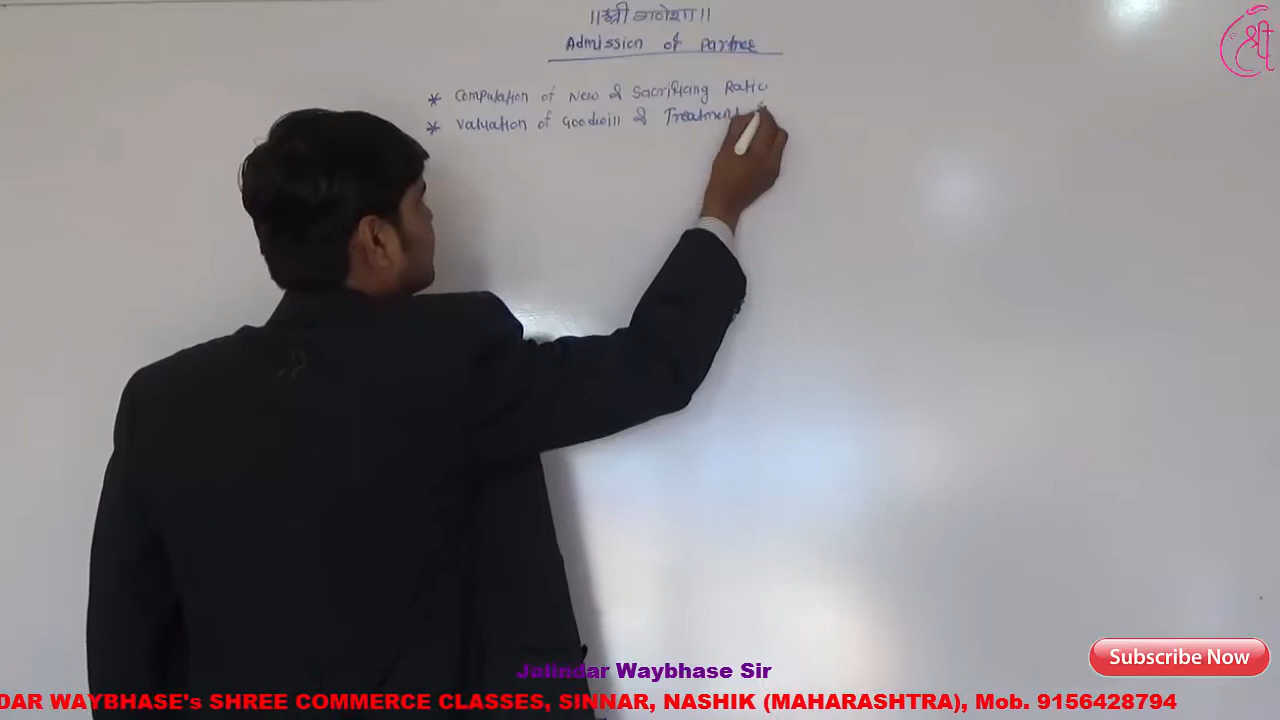 ||श्री गणेशा||
Admission of Partner
* Computation of New & Sacrificing Ratio
* Valuation of Goodwill & Treatment
श्री
Subscribe Now
Jalindar Waybhase Sir
DAR WAYBHASE's SHREE COMMERCE CLASSES, SINNAR, NASHIK (MAHARASHTRA), Mob. 9156428794